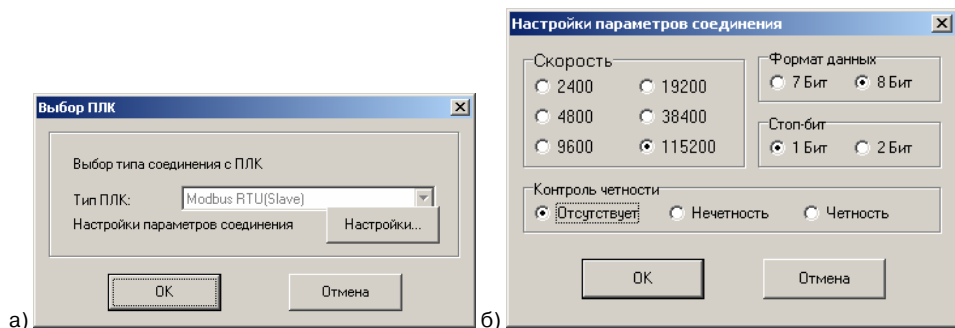 Выбор ПЛК
Выбор типа соединения с ПЛК
Тип ПЛК: Modbus RTU(Slave)
Настройки параметров соединения Настройки...
OK Отмена
а)
Настройки параметров соединения
Скорость
2400 19200
4800 38400
9600 115200
Формат данных
7 Бит 8 Бит
Стоп-бит
1 Бит 2 Бит
Контроль четности
Отсутствует Нечетность Четность
OK Отмена
б)